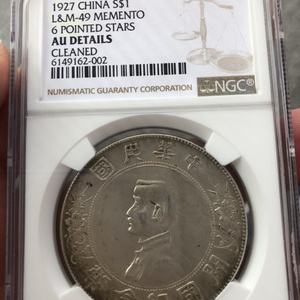 1927 CHINA S$1
L&M-49 MEMENTO
6 POINTED STARS
AU DETAILS
CLEANED
6149162-002
NGC®
NUMISMATIC GUARANTY CORPORATION
國民華中